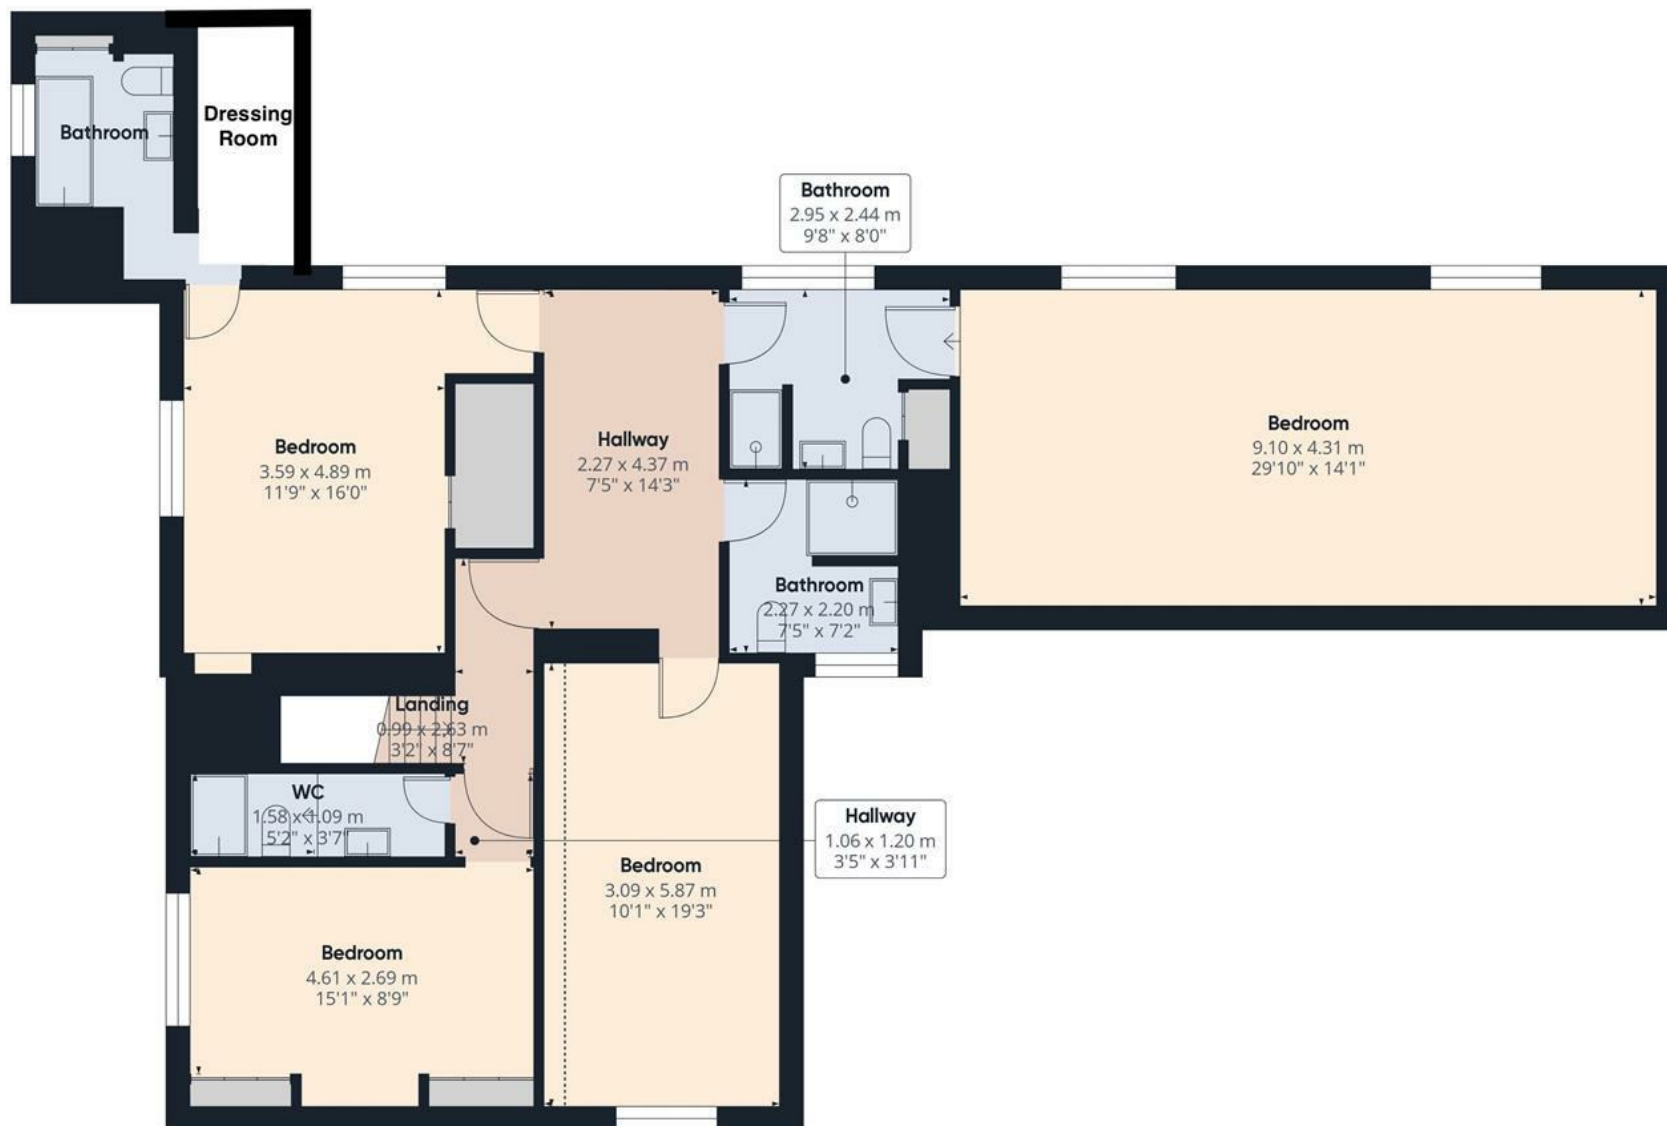 Bathroom
Dressing
Room
Bathroom
2.95 x 2.44 m
9'8" x 8'0"
Bedroom
3.59 x 4.89 m
11'9" x 16'0"
Hallway
2.27 x 4.37 m
7'5" x 14'3"
Bedroom
9.10 x 4.31 m
29'10" x 14'1"
Bathroom
2.27 x 2.20 m
7'5" x 7'2"
Landing
0.99 x 2.63 m
3'2" x 8'7"
WC
1.58 x 1.09 m
5'2" x 3'7"
Hallway
1.06 x 1.20 m
3'5" x 3'11"
Bedroom
3.09 x 5.87 m
10'1" x 19'3"
Bedroom
4.61 x 2.69 m
15'1" x 8'9"